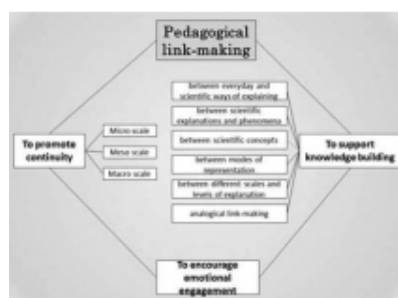 Pedagogical
link-making
between everyday and
scientific ways of explaining
between scientific
explanations and phenomena
between scientific concepts
between modes of
representation
between different scales and
levels of explanation
analogical link making
To promote
continuity
Micro scale
Meso scale
Macro scale
To support
knowledge building
To encourage
emotional
engagement